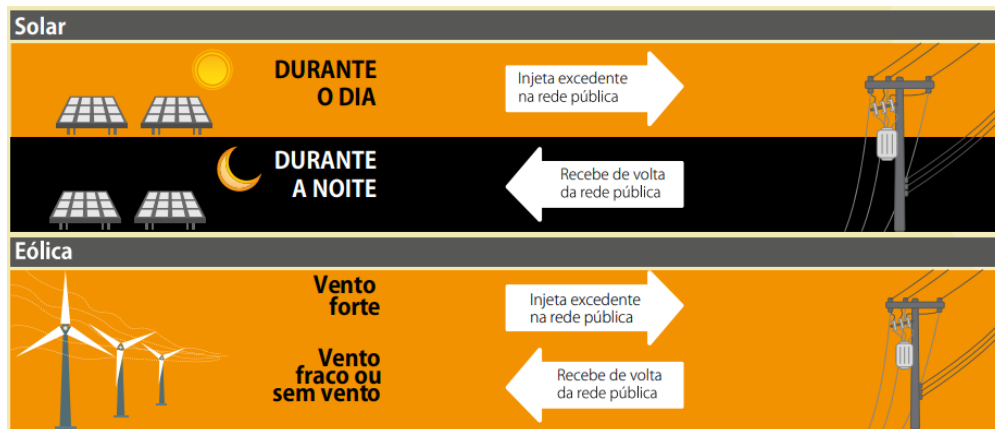 Solar
DURANTE
O DIA
Injeta excedente
na rede pública
DURANTE
A NOITE
Recebe de volta
da rede pública
Eólica
Vento
forte
Injeta excedente
na rede pública
Vento
fraco ou
sem vento
Recebe de volta
da rede pública